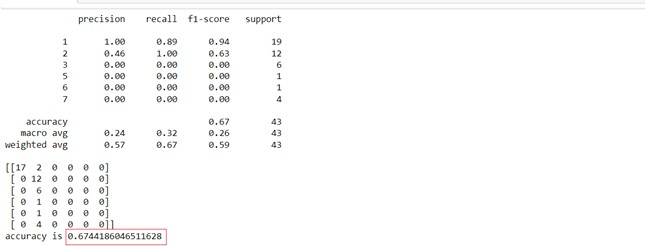 precision recall f1-score support
1 1.00 0.89 0.94 19
2 0.46 1.00 0.63 12
3 0.00 0.00 0.00 6
5 0.00 0.00 0.00 1
6 0.00 0.00 0.00 1
7 0.00 0.00 0.00 4
accuracy 0.67 43
macro avg 0.24 0.32 0.26 43
weighted avg 0.57 0.67 0.59 43
[[17 2 0 0 0 0]
[ 0 12 0 0 0 0]
[ 0 6 0 0 0 0]
[ 0 1 0 0 0 0]
[ 0 1 0 0 0 0]
[ 0 4 0 0 0 0]]
accuracy is 0.6744186046511628